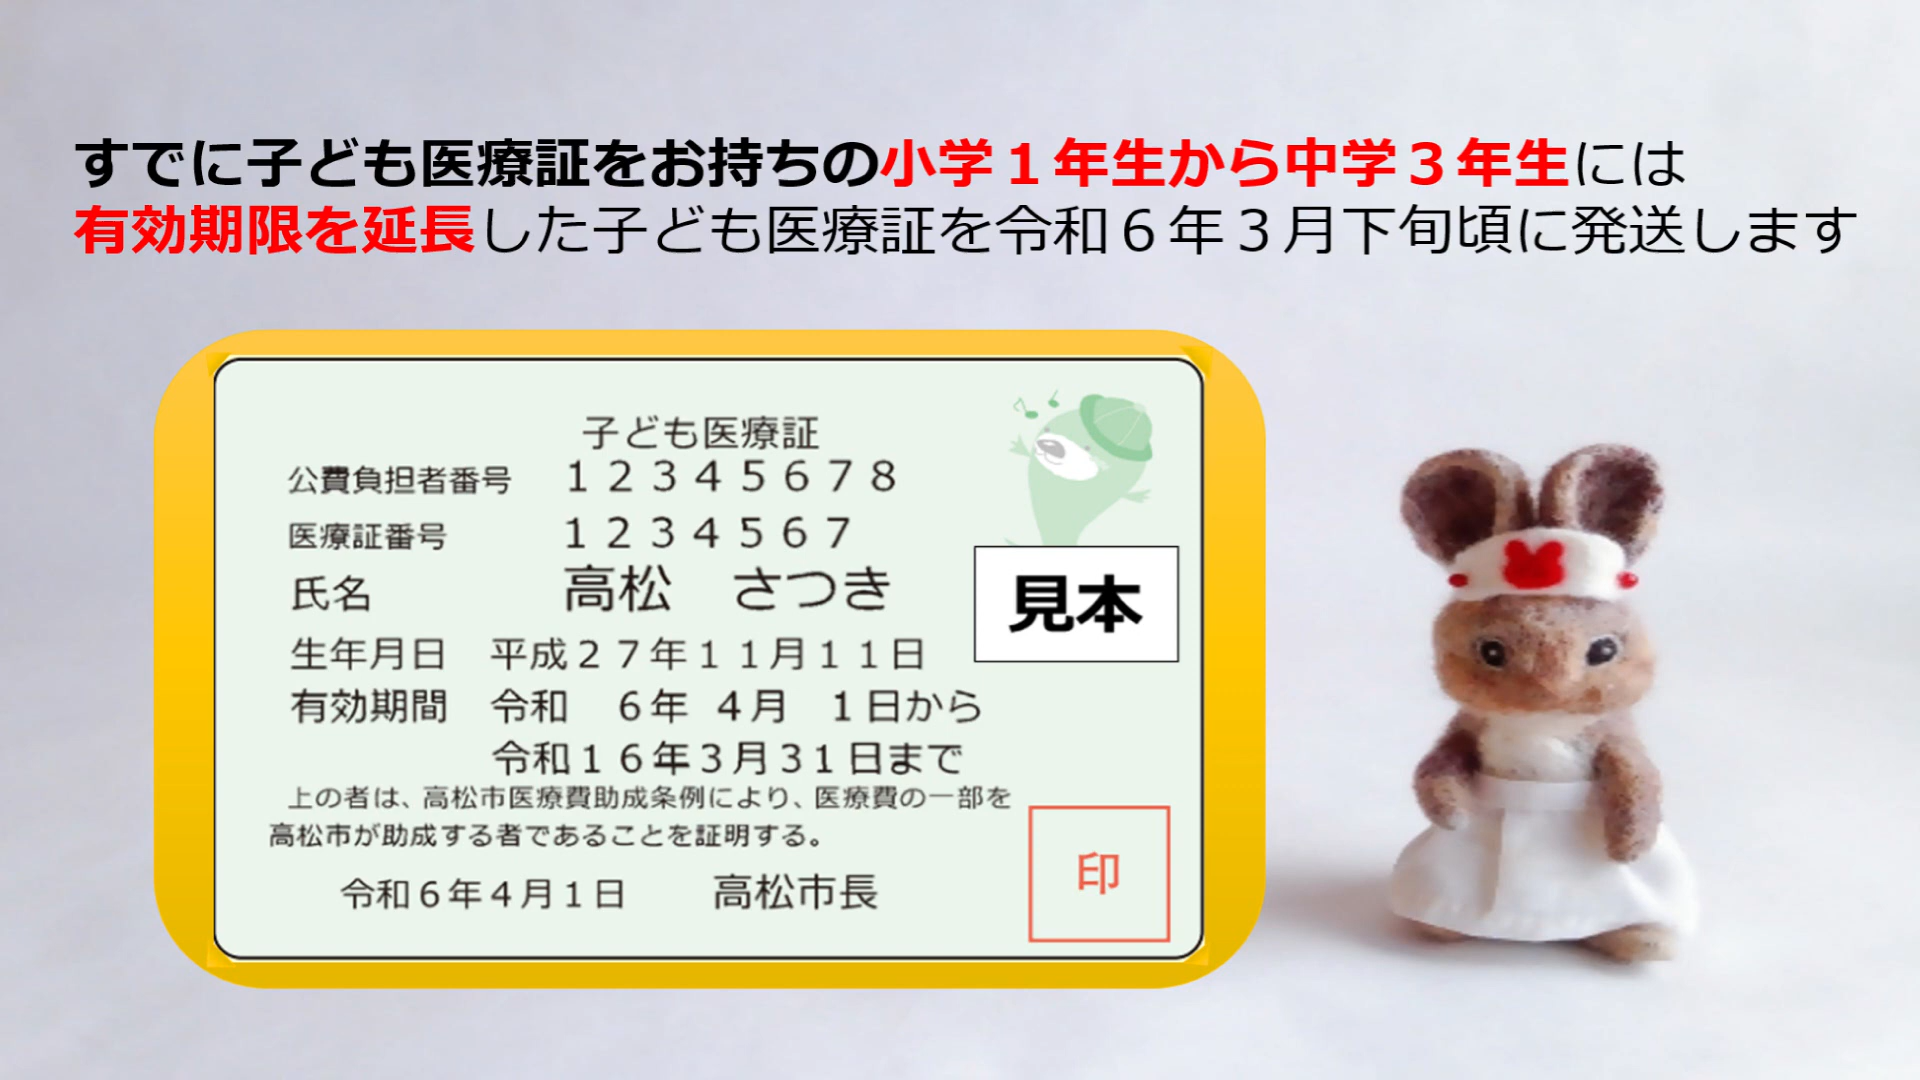 すでに子ども医療証をお持ちの小学１年生から中学３年生には
有効期限を延長した子ども医療証を令和６年３月下旬頃に発送します
子ども医療証
公費負担者番号　１２３４５６７８
医療証番号　１２３４５６７
氏名　高松　さつき
見本
生年月日　平成２７年１１月１１日
有効期間　令和　６年　４月　１日から
令和１６年３月３１日まで
上の者は、高松市医療費助成条例により、医療費の一部を
高松市が助成する者であることを証明する。
令和６年４月１日　高松市長
印